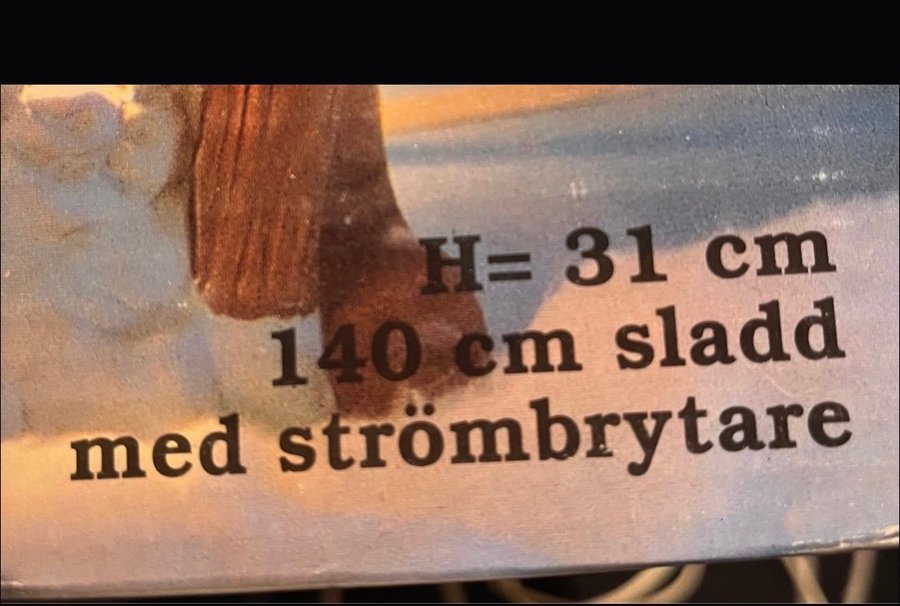 H= 31 cm
140 cm sladd
med strömbrytare